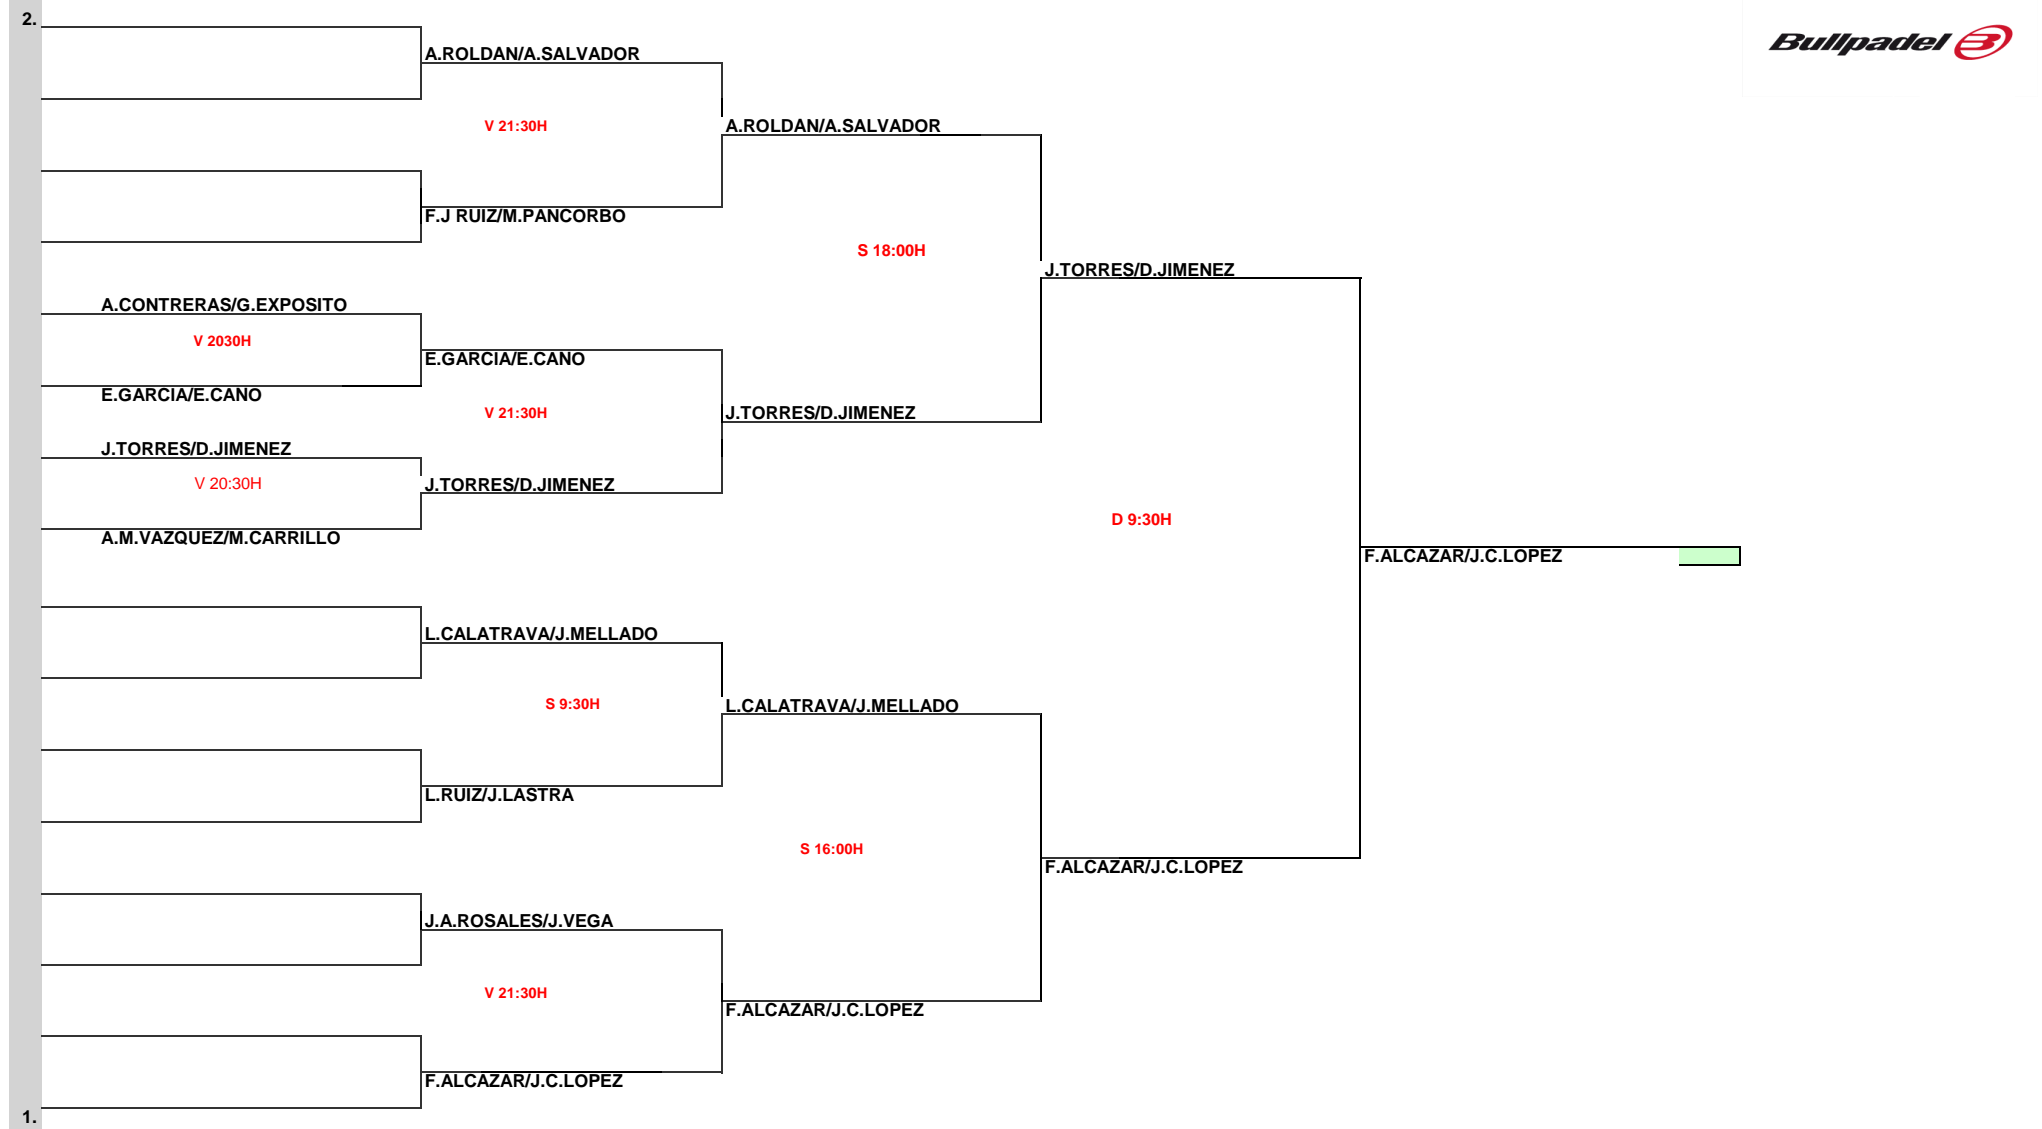 2.
Bullpadel
A.ROLDAN/A.SALVADOR
V 21:30H
A.ROLDAN/A.SALVADOR
F.J RUIZ/M.PANCORBO
S 18:00H
J.TORRES/D.JIMENEZ
A.CONTRERAS/G.EXPOSITO
V 2030H
E.GARCIA/E.CANO
E.GARCIA/E.CANO
V 21:30H
J.TORRES/D.JIMENEZ
J.TORRES/D.JIMENEZ
V 20:30H
J.TORRES/D.JIMENEZ
A.M.VAZQUEZ/M.CARRILLO
D 9:30H
F.ALCAZAR/J.C.LOPEZ
L.CALATRAVA/J.MELLADO
S 9:30H
L.CALATRAVA/J.MELLADO
L.RUIZ/J.LASTRA
S 16:00H
F.ALCAZAR/J.C.LOPEZ
J.A.ROSALES/J.VEGA
V 21:30H
F.ALCAZAR/J.C.LOPEZ
F.ALCAZAR/J.C.LOPEZ
1.